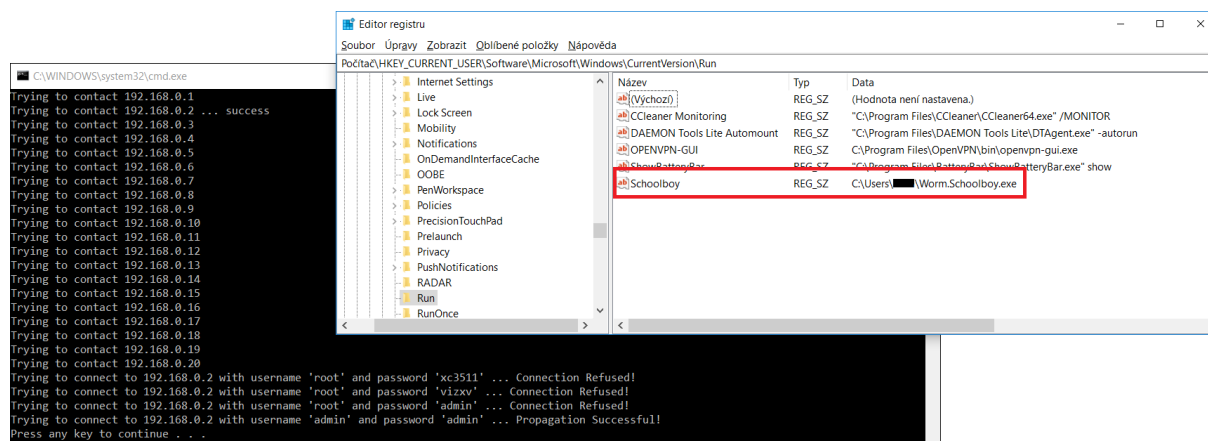 Editor registru
Soubor Úpravy Zobrazit Oblíbené položky Nápověda
Počítač\HKEY_CURRENT_USER\Software\Microsoft\Windows\CurrentVersion\Run
Internet Settings
Live
Lock Screen
Mobility
Notifications
OnDemandInterfaceCache
OOBE
PenWorkspace
Policies
PrecisionTouchPad
Prelaunch
Privacy
PushNotifications
RADAR
Run
RunOnce
Název Typ Data
(Výchozí) REG_SZ (Hodnota není nastavena.)
CCleaner Monitoring REG_SZ "C:\Program Files\CCleaner\CCleaner64.exe" /MONITOR
DAEMON Tools Lite Automount REG_SZ "C:\Program Files\DAEMON Tools Lite\DTAgent.exe" -autorun
OPENVPN-GUI REG_SZ C:\Program Files\OpenVPN\bin\openvpn-gui.exe
ShowBatteryBar REG_SZ "C:\Program Files\BatteryBar\ShowBatteryBar.exe" show
Schoolboy REG_SZ C:\Users\ \Worm.Schoolboy.exe
C:\WINDOWS\system32\cmd.exe
Trying to contact 192.168.0.1
Trying to contact 192.168.0.2 ... success
Trying to contact 192.168.0.3
Trying to contact 192.168.0.4
Trying to contact 192.168.0.5
Trying to contact 192.168.0.6
Trying to contact 192.168.0.7
Trying to contact 192.168.0.8
Trying to contact 192.168.0.9
Trying to contact 192.168.0.10
Trying to contact 192.168.0.11
Trying to contact 192.168.0.12
Trying to contact 192.168.0.13
Trying to contact 192.168.0.14
Trying to contact 192.168.0.15
Trying to contact 192.168.0.16
Trying to contact 192.168.0.17
Trying to contact 192.168.0.18
Trying to contact 192.168.0.19
Trying to contact 192.168.0.20
Trying to connect to 192.168.0.2 with username 'root' and password 'xc3511' ... Connection Refused!
Trying to connect to 192.168.0.2 with username 'root' and password 'vizxv' ... Connection Refused!
Trying to connect to 192.168.0.2 with username 'root' and password 'admin' ... Connection Refused!
Trying to connect to 192.168.0.2 with username 'admin' and password 'admin' ... Propagation Successful!
Press any key to continue . . .